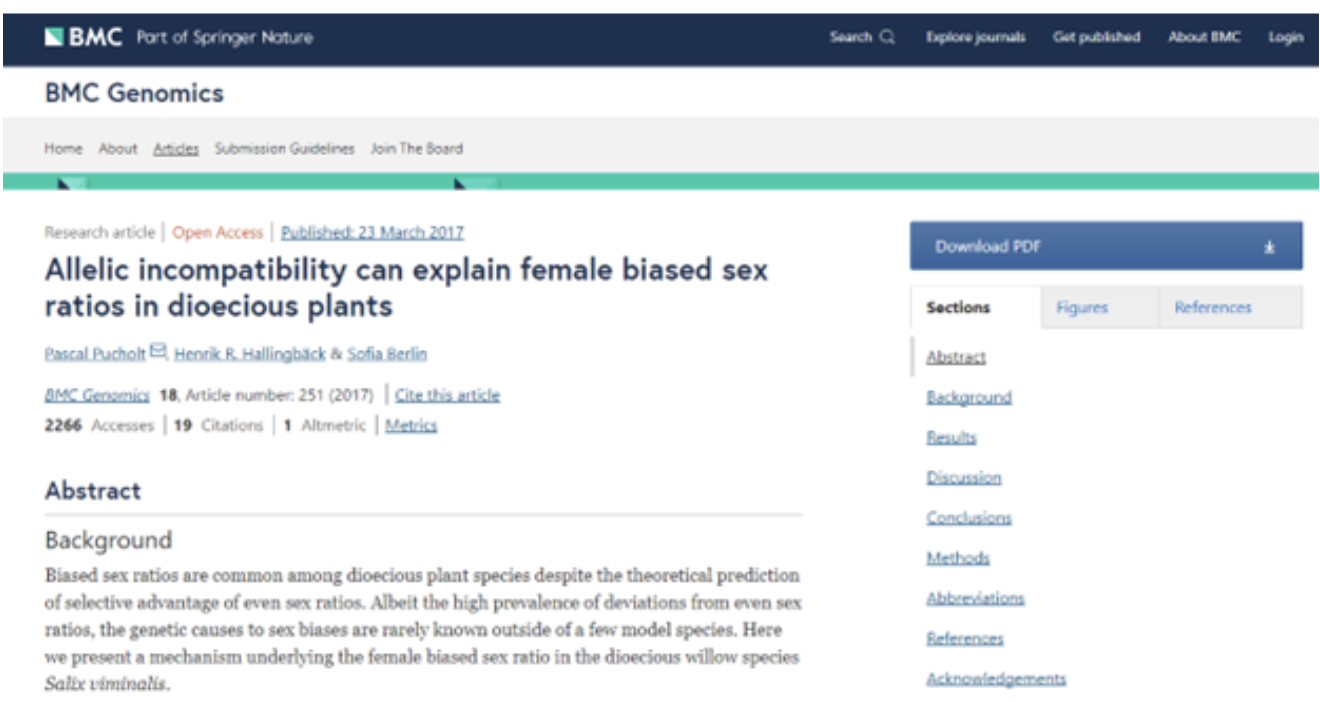 BMC Part of Springer Nature
Search Explore journals Get published About BMC Login
BMC Genomics
Home About Articles Submission Guidelines Join The Board
Research article | Open Access | Published: 23 March 2017
Allelic incompatibility can explain female biased sex
ratios in dioecious plants
Pascal Pucholt, Henrik R. Hallingbäck & Sofia Berlin
BMC Genomics 18, Article number: 251 (2017) | Cite this article
2266 Accesses | 19 Citations | 1 Altmetric | Metrics
Abstract
Background
Biased sex ratios are common among dioecious plant species despite the theoretical prediction
of selective advantage of even sex ratios. Albeit the high prevalence of deviations from even sex
ratios, the genetic causes to sex biases are rarely known outside of a few model species. Here
we present a mechanism underlying the female biased sex ratio in the dioecious willow species
Salix viminalis.
Download PDF
Sections Figures References
Abstract
Background
Results
Discussion
Conclusions
Methods
Abbreviations
References
Acknowledgements